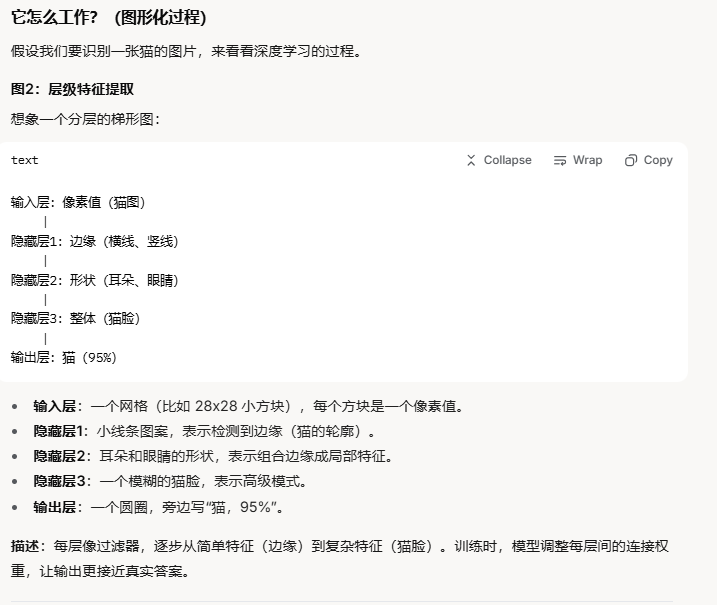 它怎么工作？（图形化过程）
假设我们要识别一张猫的图片，来看看深度学习的过程。
图2：层级特征提取
想象一个分层的梯形图：
text Collapse Wrap Copy
输入层：像素值（猫图）
|
隐藏层1：边缘（横线、竖线）
|
隐藏层2：形状（耳朵、眼睛）
|
隐藏层3：整体（猫脸）
|
输出层：猫（95%）
• 输入层：一个网格（比如 28x28 小方块），每个方块是一个像素值。
• 隐藏层1：小线条图案，表示检测到边缘（猫的轮廓）。
• 隐藏层2：耳朵和眼睛的形状，表示组合边缘成局部特征。
• 隐藏层3：一个模糊的猫脸，表示高级模式。
• 输出层：一个圆圈，旁边写“猫，95%”。
描述：每层像过滤器，逐步从简单特征（边缘）到复杂特征（猫脸）。训练时，模型调整每层间的连接权
重，让输出更接近真实答案。